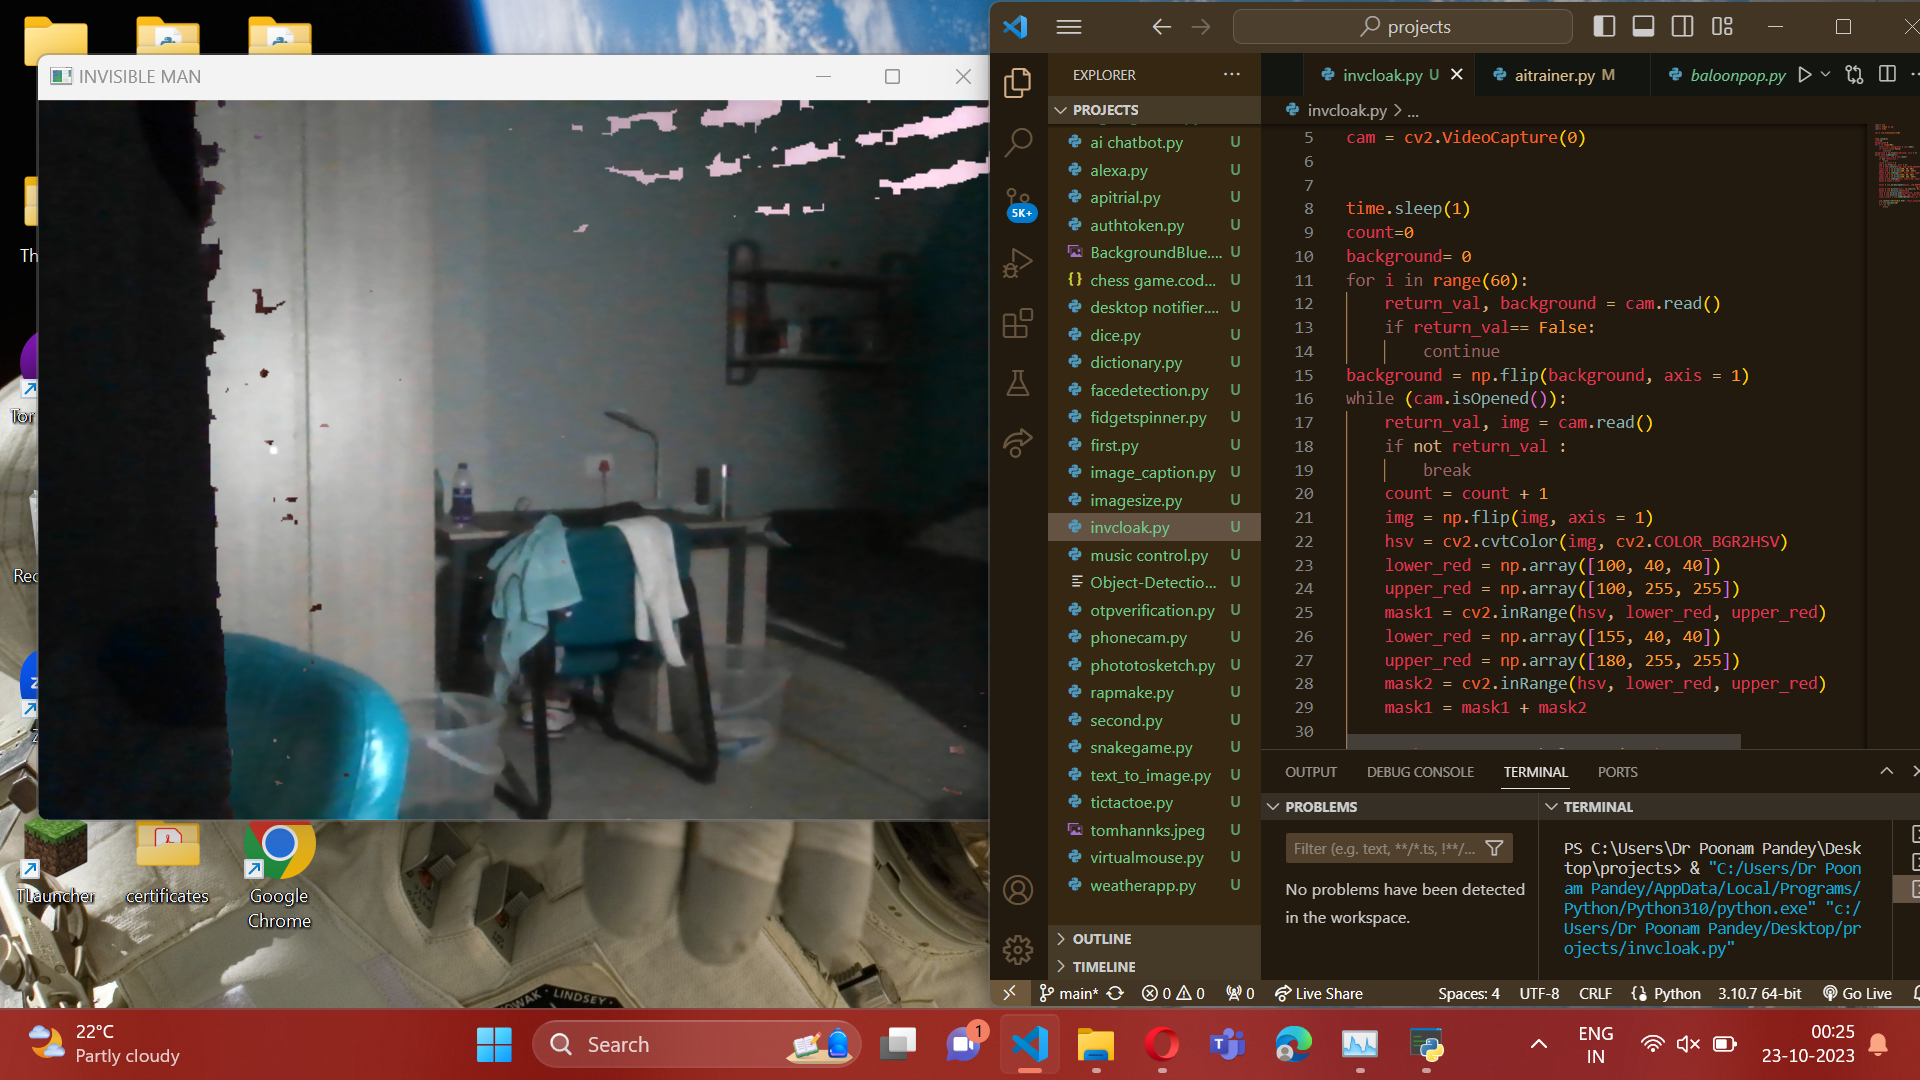 INVISIBLE MAN
Th
Tor
Rec
Z
TLauncher
certificates
Google
Chrome
OWAK
LINDSEY
projects
EXPLORER
PROJECTS
ai chatbot.py U
alexa.py U
apitrial.py U
authtoken.py U
BackgroundBlue.... U
{} chess game.cod... U
desktop notifier.... U
dice.py U
dictionary.py U
facedetection.py U
fidgetspinner.py U
first.py U
image_caption.py U
imagesize.py U
invcloak.py U
music control.py U
Object-Detectio... U
otpverification.py U
phonecam.py U
phototosketch.py U
rapmake.py U
second.py U
snakegame.py U
text_to_image.py U
tictactoe.py U
tomhannks.jpeg U
virtualmouse.py U
weatherapp.py U
OUTLINE
TIMELINE
5K+
invcloak.py U
aitrainer.py M
baloonpop.py
invcloak.py > ...
5 cam = cv2.VideoCapture(0)
6
7
8 time.sleep(1)
9 count=0
10 background= 0
11 for i in range(60):
12 return_val, background = cam.read()
13 if return_val== False:
14 continue
15 background = np.flip(background, axis = 1)
16 while (cam.isOpened()):
17 return_val, img = cam.read()
18 if not return_val :
19 break
20 count = count + 1
21 img = np.flip(img, axis = 1)
22 hsv = cv2.cvtColor(img, cv2.COLOR_BGR2HSV)
23 lower_red = np.array([100, 40, 40])
24 upper_red = np.array([100, 255, 255])
25 mask1 = cv2.inRange(hsv, lower_red, upper_red)
26 lower_red = np.array([155, 40, 40])
27 upper_red = np.array([180, 255, 255])
28 mask2 = cv2.inRange(hsv, lower_red, upper_red)
29 mask1 = mask1 + mask2
30
OUTPUT DEBUG CONSOLE TERMINAL PORTS
PROBLEMS
Filter (e.g. text, **/*.ts, !**/...
No problems have been detected
in the workspace.
TERMINAL
PS C:\Users\Dr Poonam Pandey\Desk
top\projects> & "C:/Users/Dr Poon
am Pandey/AppData/Local/Programs/
Python/Python310/python.exe" "c:/
Users/Dr Poonam Pandey/Desktop/pr
ojects/invcloak.py"
main* 0 0 0 Live Share Spaces: 4 UTF-8 CRLF {} Python 3.10.7 64-bit Go Live
22°C
Partly cloudy
Search
1
ENG
IN
00:25
23-10-2023